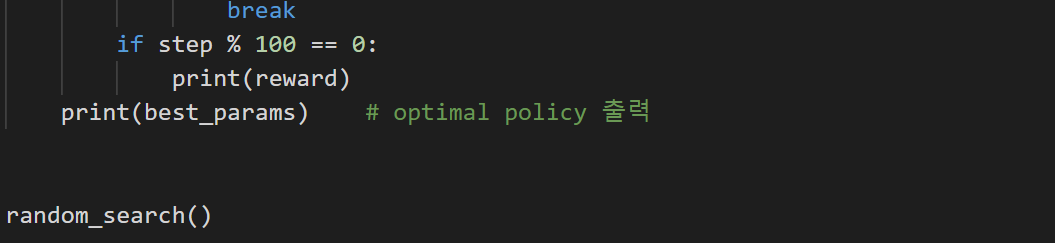 break
if step % 100 == 0:
print(reward)
print(best_params)    # optimal policy 출력
random_search()